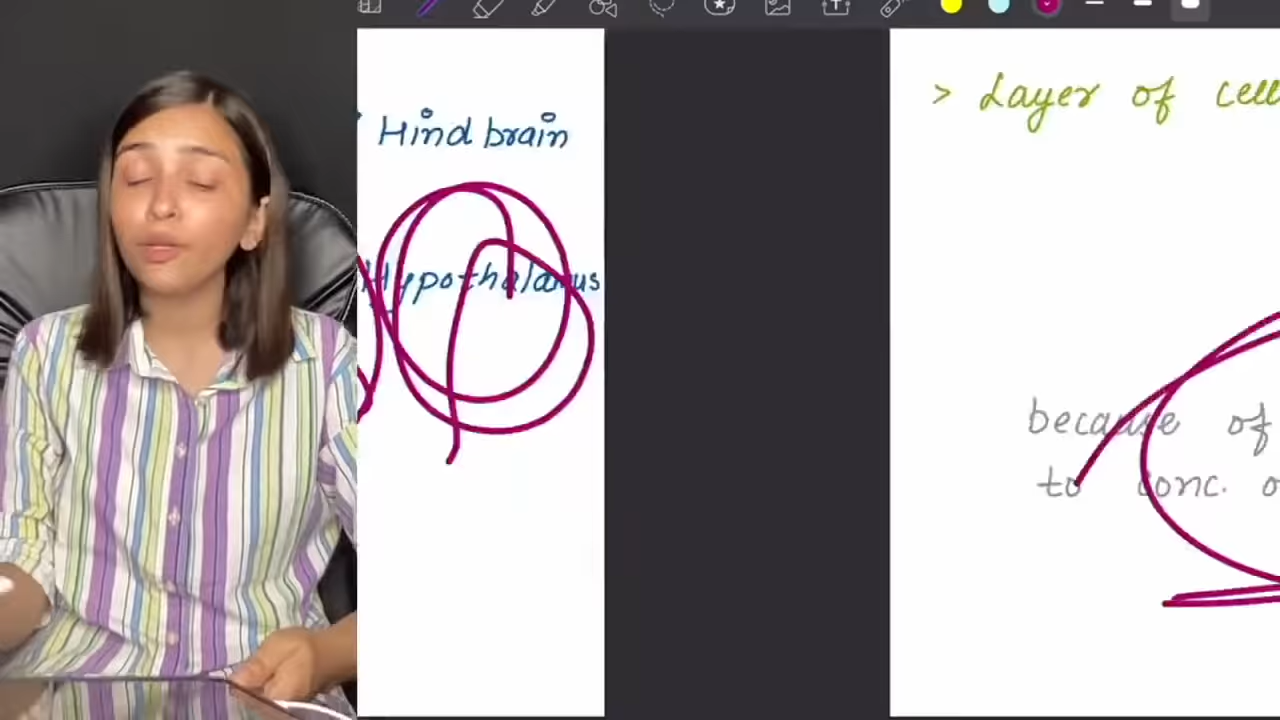 Hind brain
Hypothalamus
> Layer of cell
because of
to conc. o